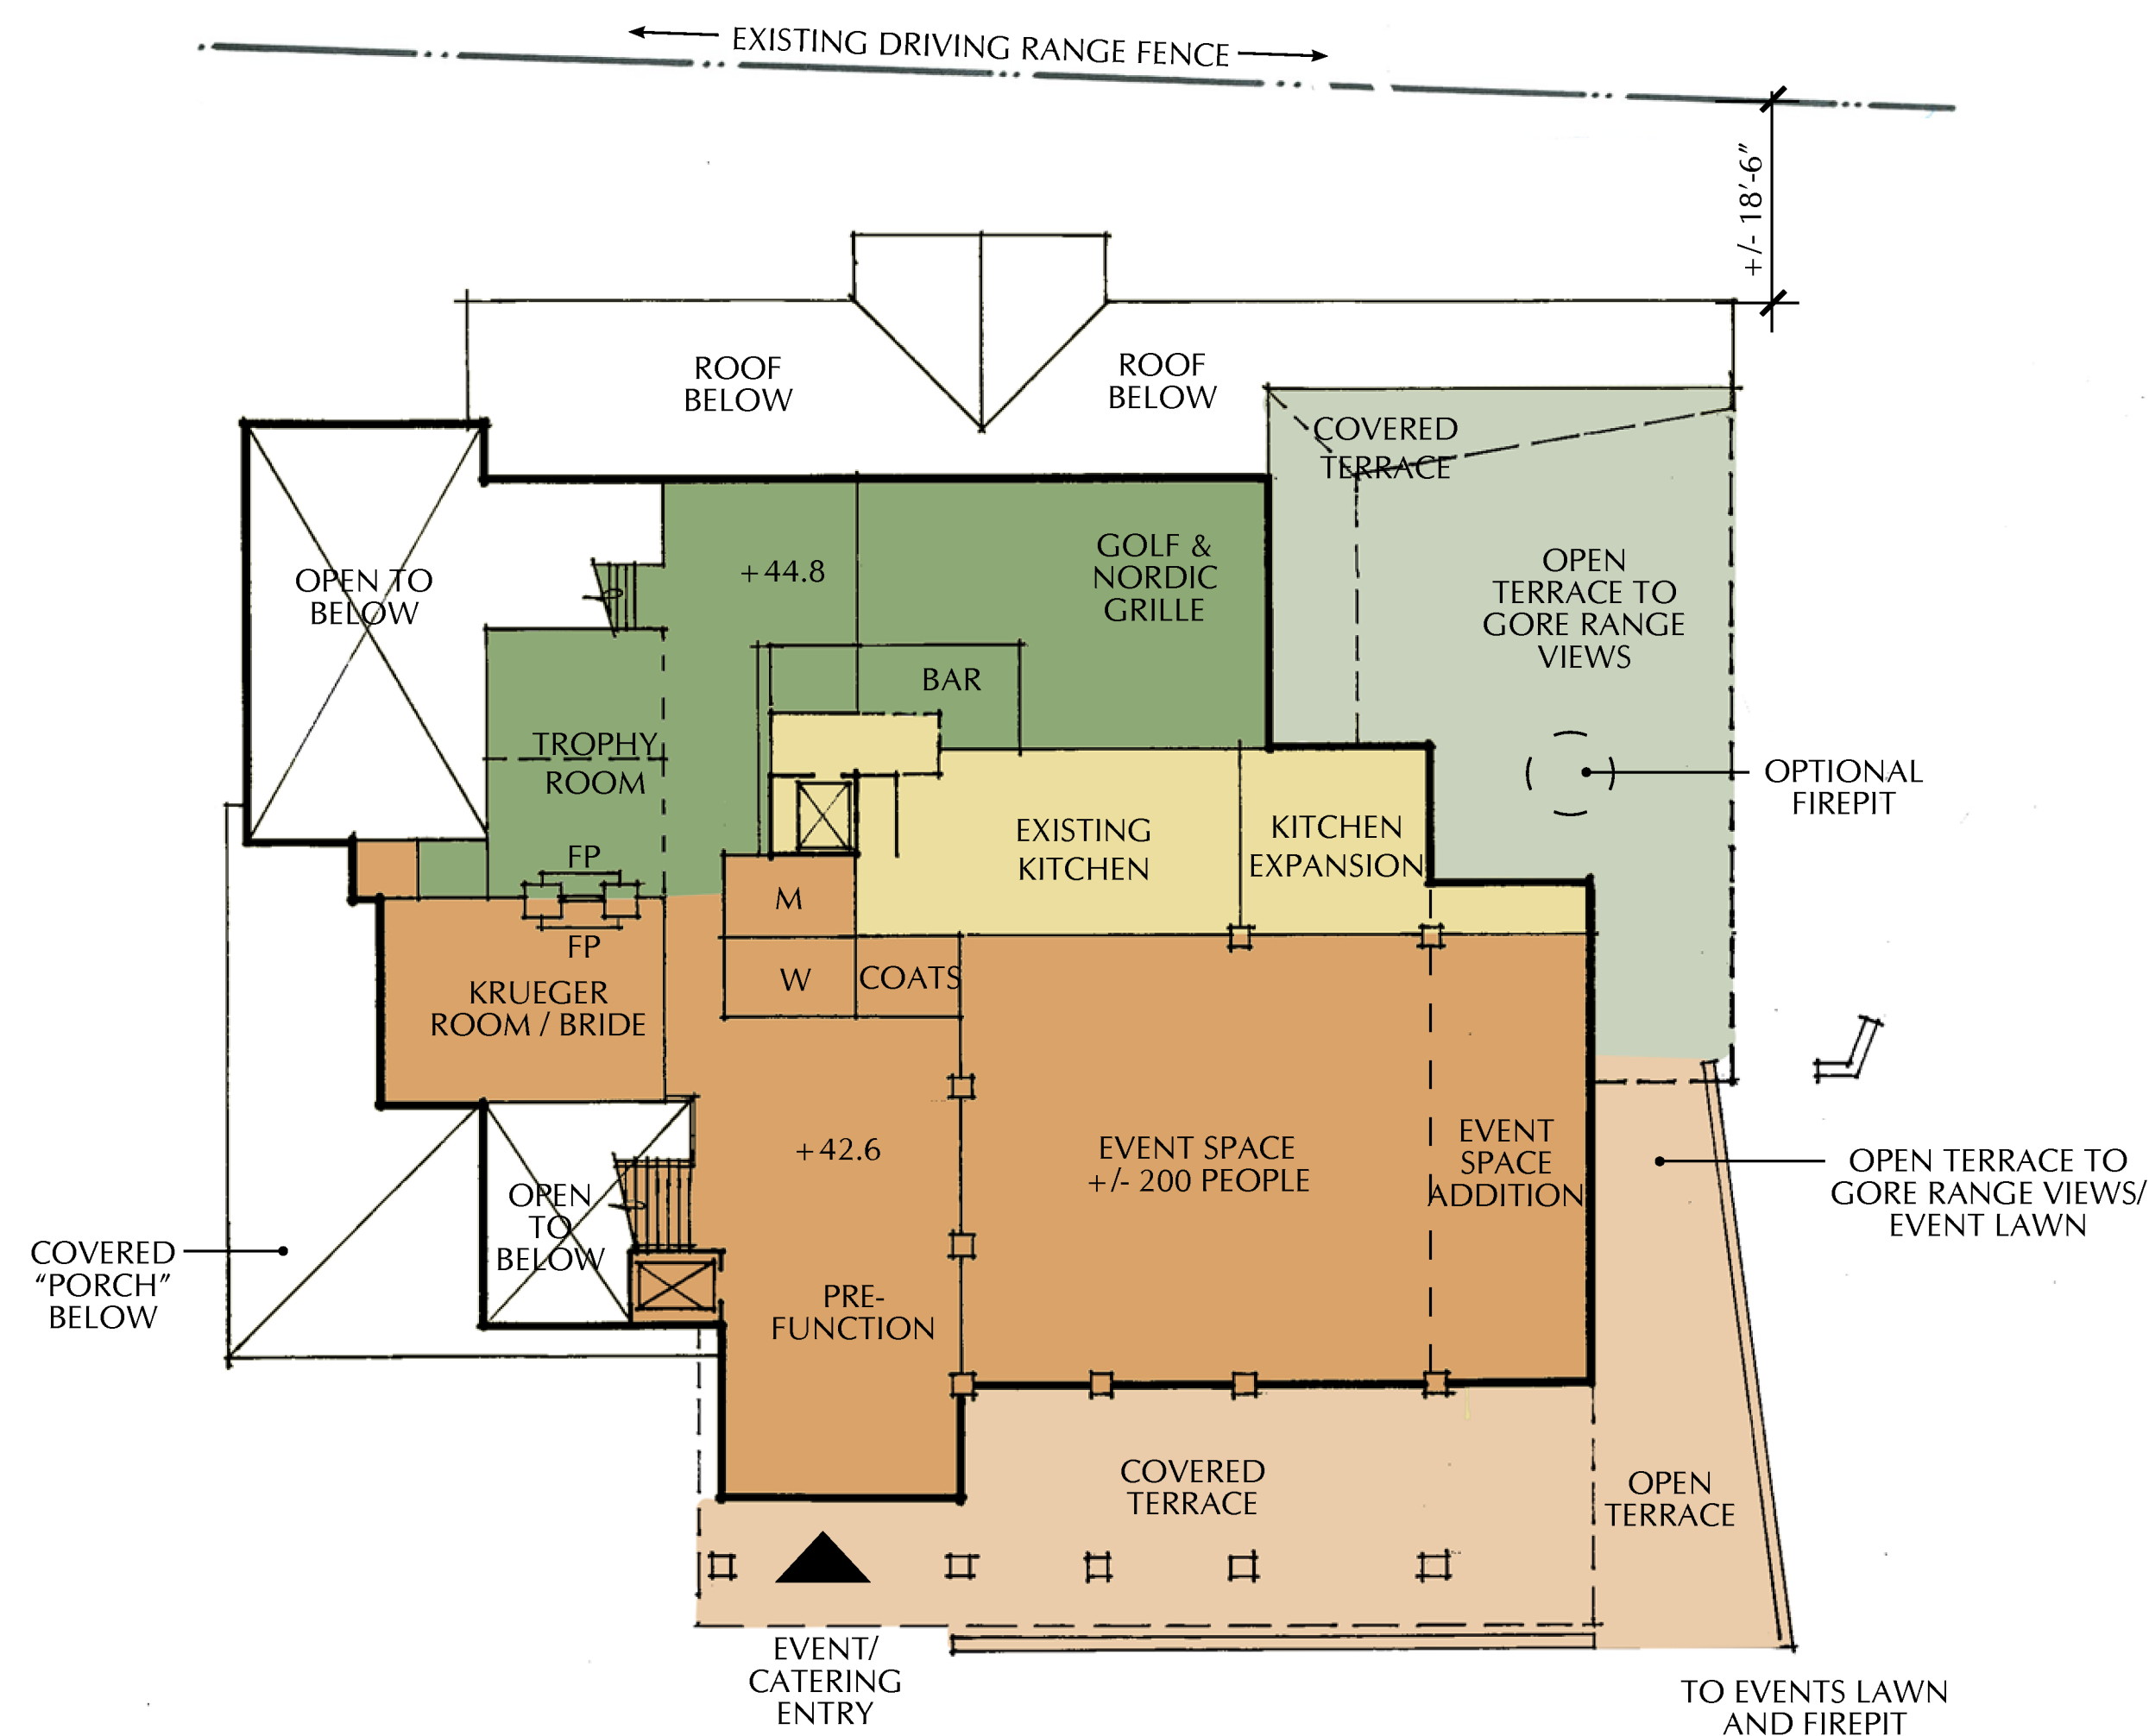 EXISTING DRIVING RANGE FENCE
+/- 18'-6"
ROOF
BELOW
ROOF
BELOW
COVERED
TERRACE
OPEN TO
BELOW
+44.8
GOLF &
NORDIC
GRILLE
OPEN
TERRACE TO
GORE RANGE
VIEWS
BAR
TROPHY
ROOM
OPTIONAL
FIREPIT
EXISTING
KITCHEN
KITCHEN
EXPANSION
FP
M
FP
W
COATS
KRUEGER
ROOM / BRIDE
+42.6
EVENT SPACE
+/- 200 PEOPLE
EVENT
SPACE
ADDITION
OPEN TERRACE TO
GORE RANGE VIEWS/
EVENT LAWN
OPEN
TO
BELOW
COVERED
“PORCH”
BELOW
PRE-
FUNCTION
COVERED
TERRACE
OPEN
TERRACE
EVENT/
CATERING
ENTRY
TO EVENTS LAWN
AND FIREPIT